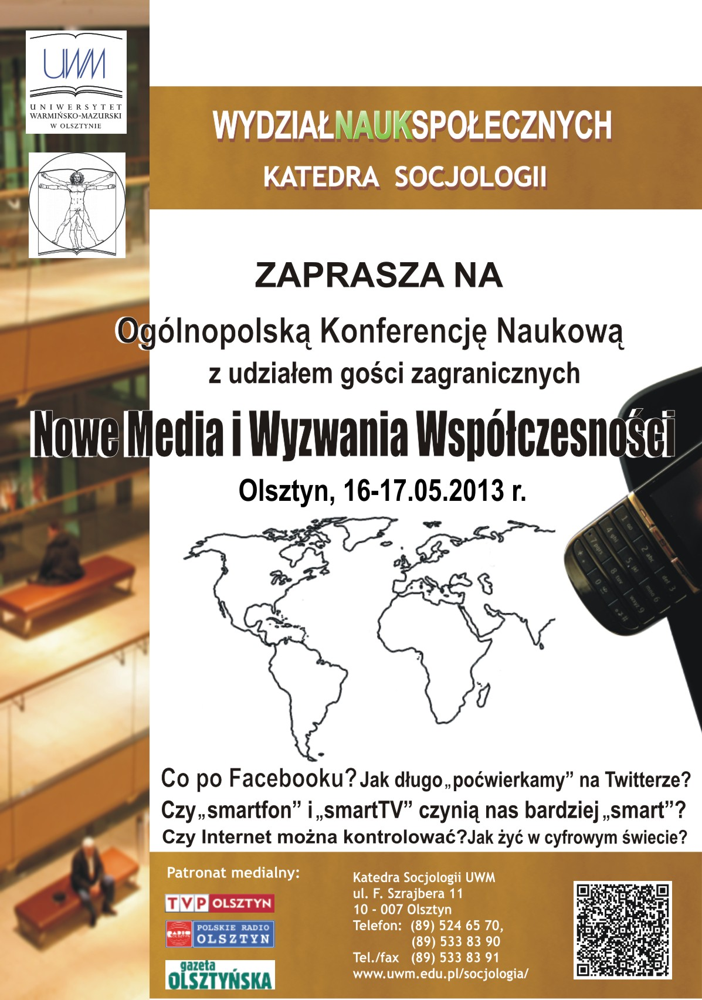 UWM
UNIWERSYTET
WARMIŃSKO-MAZURSKI
W OLSZTYNIE
WYDZIAŁNAUKSPOŁECZNYCH
KATEDRA SOCJOLOGII
ZAPRASZA NA
Ogólnopolską Konferencję Naukową
z udziałem gości zagranicznych
Nowe Media i Wyzwania Współczesności
Olsztyn, 16-17.05.2013 r.
Co po Facebooku? Jak długo „poćwierkamy” na Twitterze?
Czy „smartfon” i „smartTV” czynią nas bardziej „smart”?
Czy Internet można kontrolować? Jak żyć w cyfrowym świecie?
Patronat medialny:
TVP OLSZTYN
POLSKIE RADIO
OLSZTYN
gazeta
OLSZTYŃSKA
Katedra Socjologii UWM
ul. F. Szrajbera 11
10 - 007 Olsztyn
Telefon: (89) 524 65 70,
(89) 533 83 90
Tel./fax (89) 533 83 91
www.uwm.edu.pl/socjologia/